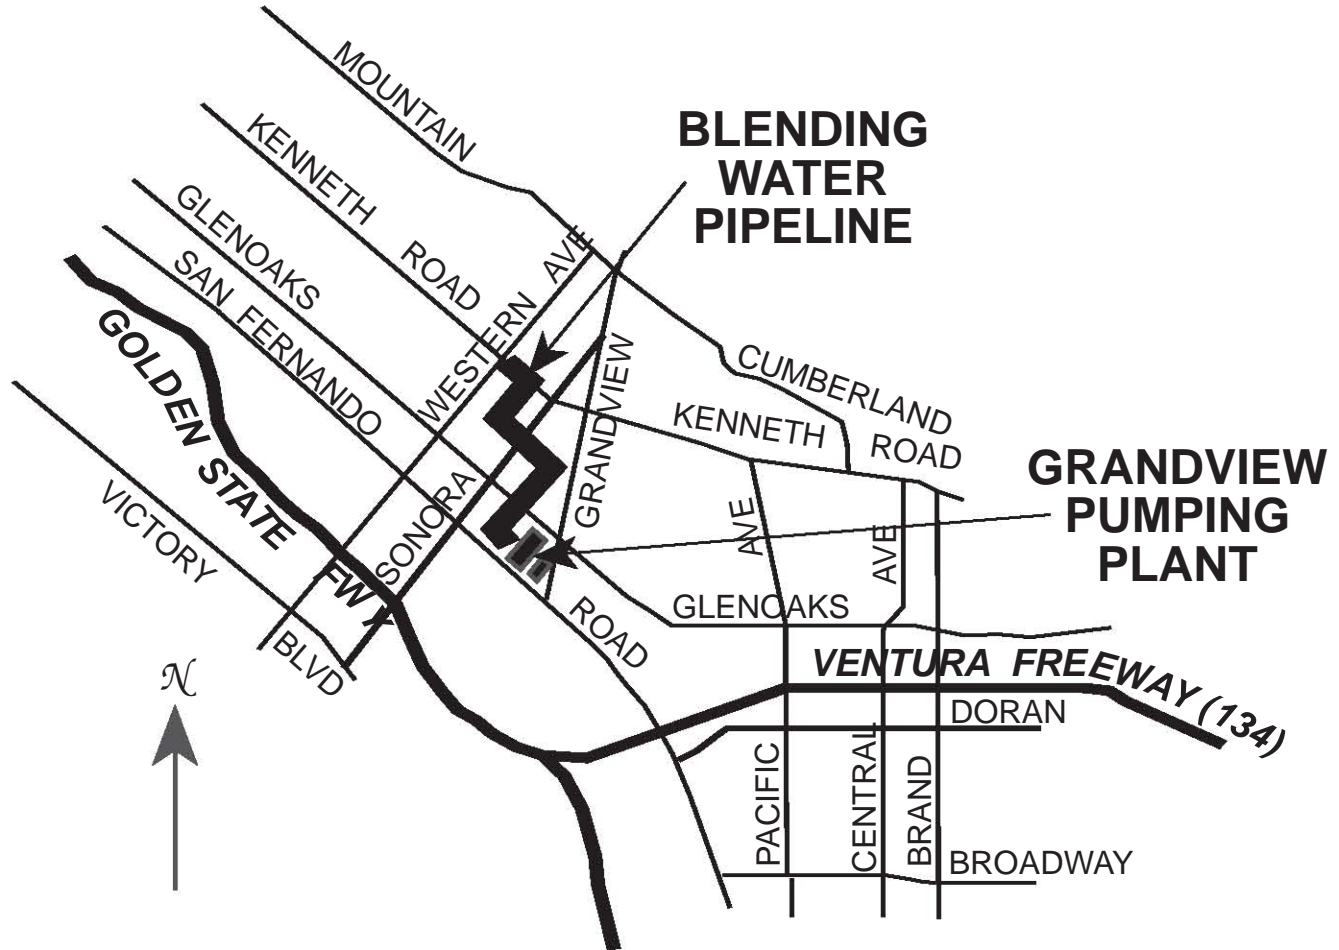 MOUNTAIN
KENNETH ROAD
GLENOAKS
SAN FERNANDO
BLENDING
WATER
PIPELINE
WESTERN AVE
GOLDEN STATE
FWY
VICTORY
BLVD
SONORA
GRANDVIEW
CUMBERLAND
ROAD
KENNETH
GRANDVIEW
PUMPING
PLANT
AVE
AVE
GLENOAKS
ROAD
VENTURA FREEWAY (134)
DORAN
PACIFIC
CENTRAL
BRAND
BROADWAY
N